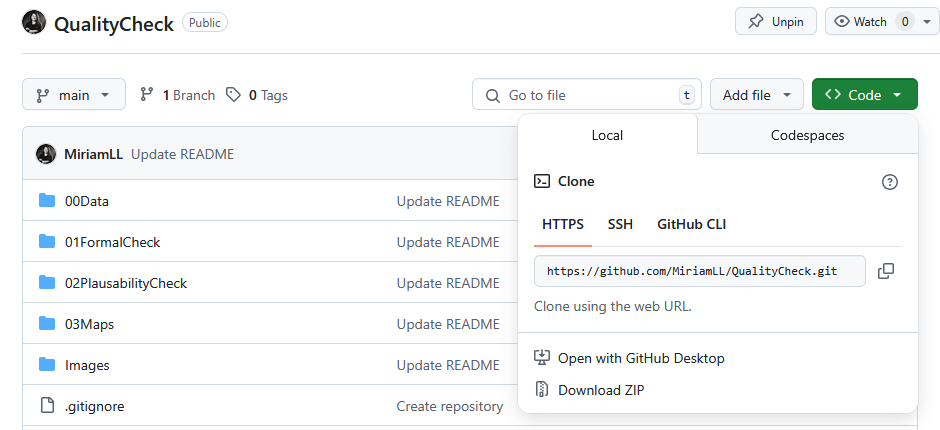 QualityCheck Public Unpin Watch 0
main 1 Branch 0 Tags Go to file t Add file Code
Local Codespaces
MiriamLL Update README
Clone
00Data Update README
HTTPS SSH GitHub CLI
01FormalCheck Update README
https://github.com/MiriamLL/QualityCheck.git
02PlausabilityCheck Update README
Clone using the web URL.
03Maps Update README
Open with GitHub Desktop
Images Update README
Download ZIP
.gitignore Create repository